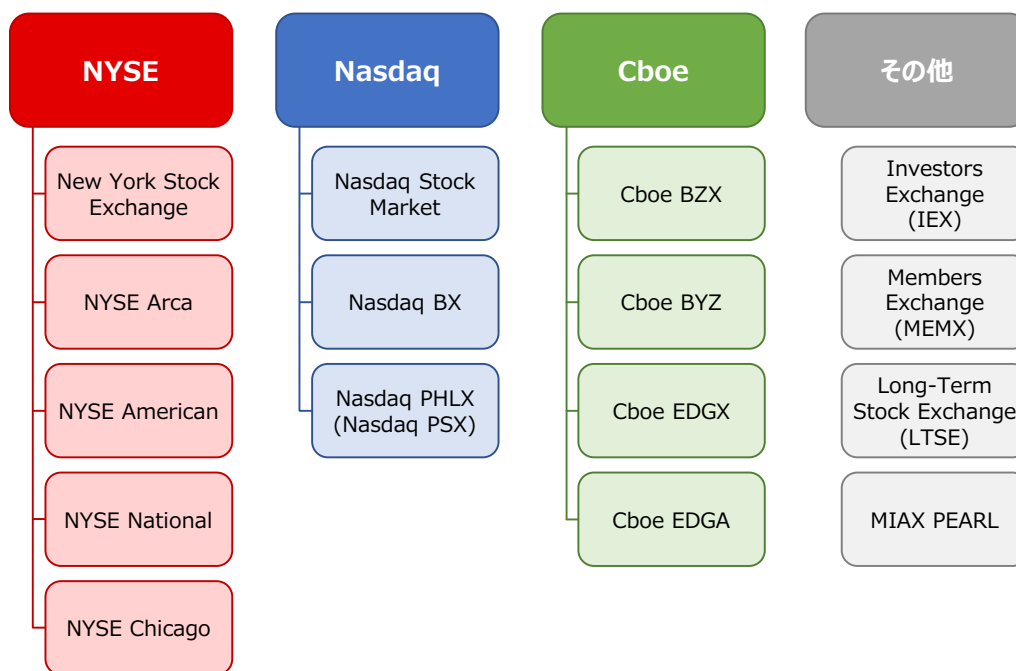 NYSE
New York Stock
Exchange
NYSE Arca
NYSE American
NYSE National
NYSE Chicago
Nasdaq
Nasdaq Stock
Market
Nasdaq BX
Nasdaq PHLX
(Nasdaq PSX)
Cboe
Cboe BZX
Cboe BYZ
Cboe EDGX
Cboe EDGA
その他
Investors
Exchange
(IEX)
Members
Exchange
(MEMX)
Long-Term
Stock Exchange
(LTSE)
MIAX PEARL